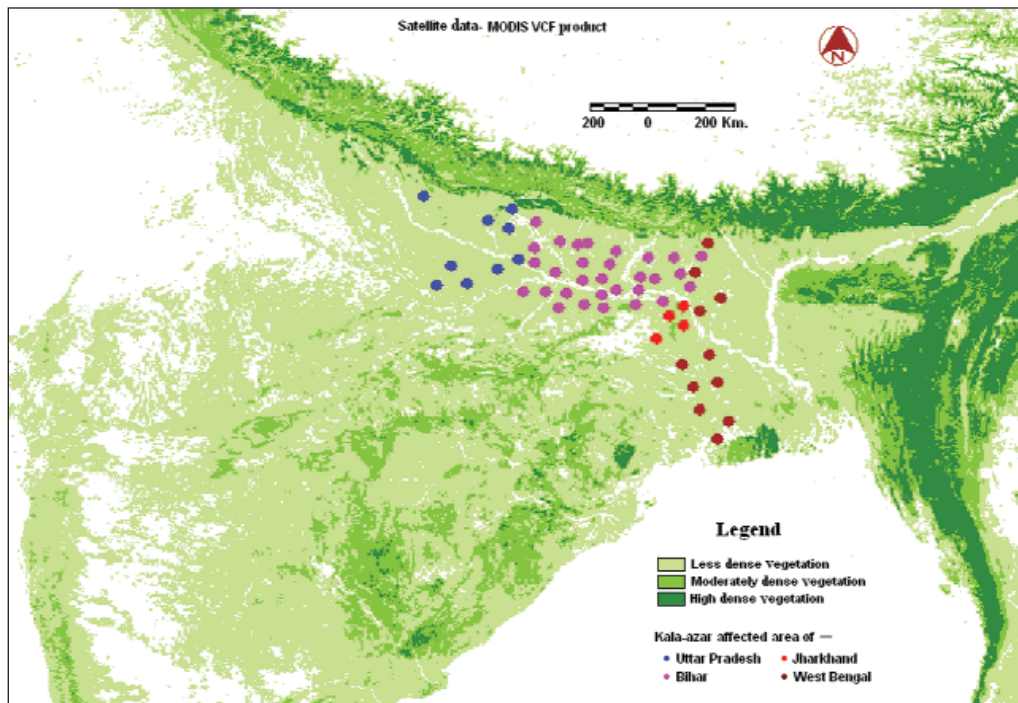 Satellite data- MODIS VCF product
N
200 0 200 Km.
Legend
Less dense vegetation
Moderately dense vegetation
High dense vegetation
Kala-azar affected area of —
Uttar Pradesh
Jharkhand
Bihar
West Bengal